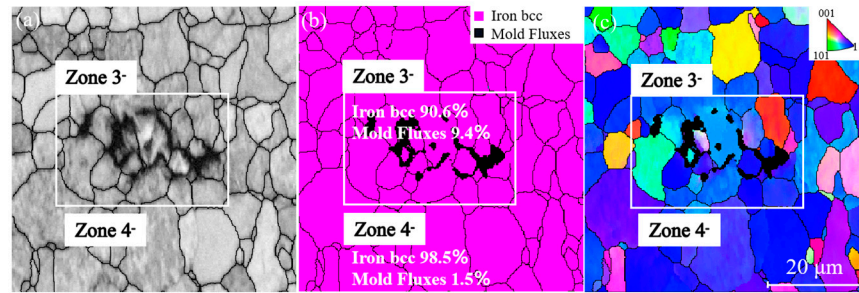 (a)
Zone 3-
Zone 4-
(b)
Iron bcc
Mold Fluxes
Zone 3-
Iron bcc 90.6%
Mold Fluxes 9.4%
Zone 4-
Iron bcc 98.5%
Mold Fluxes 1.5%
(c)
001
101
1
Zone 3-
Zone 4-
20 μm